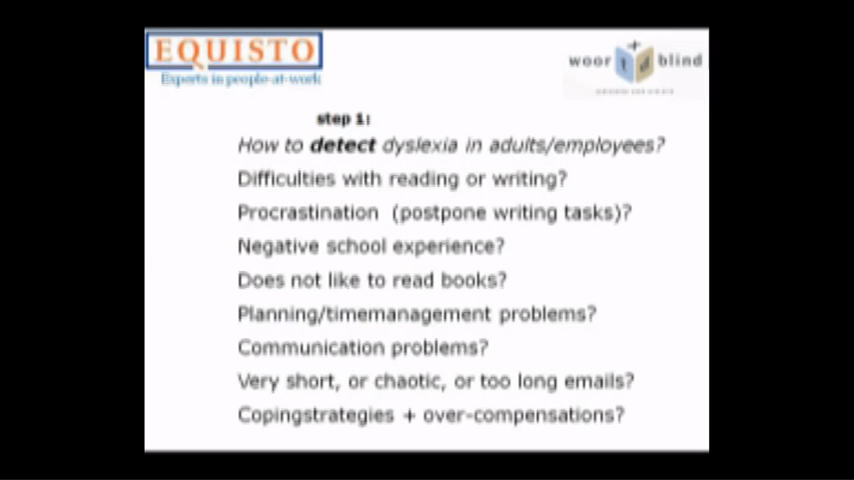 EQUISTO
Experts in people-at-work
woor td blind
step 1:
How to detect dyslexia in adults/employees?
Difficulties with reading or writing?
Procrastination (postpone writing tasks)?
Negative school experience?
Does not like to read books?
Planning/timemanagement problems?
Communication problems?
Very short, or chaotic, or too long emails?
Copingstrategies + over-compensations?